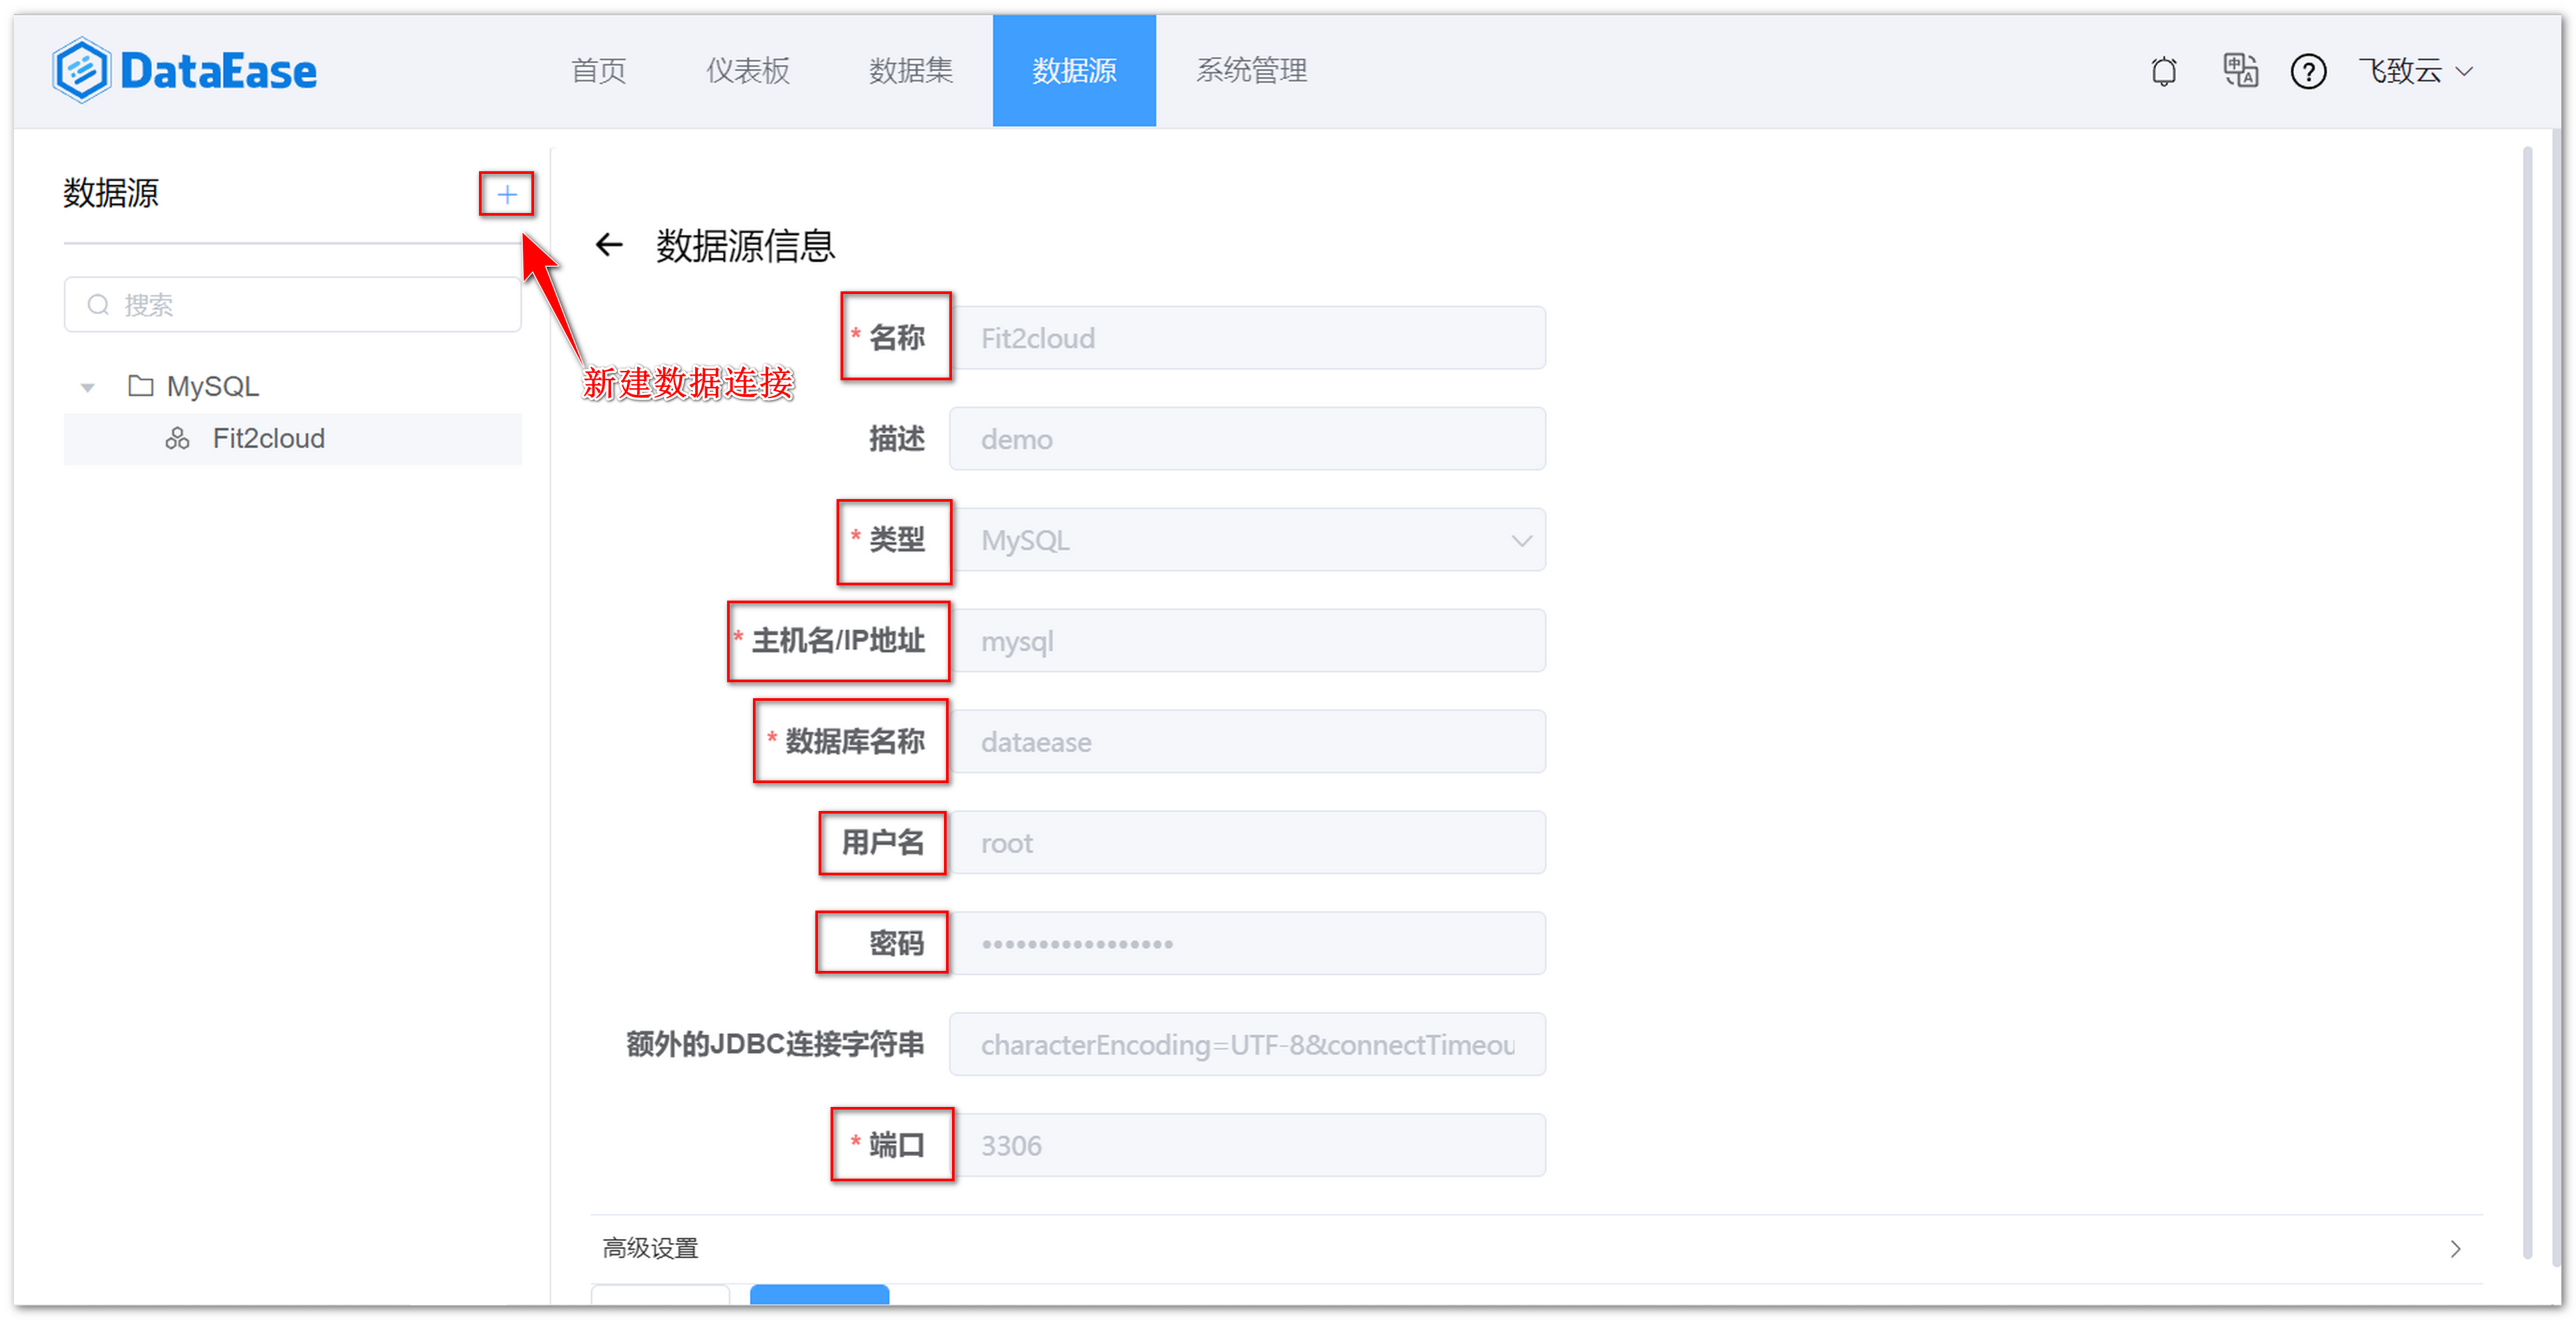 DataEase
首页 仪表板 数据集 数据源 系统管理 飞致云
数据源
搜索
MySQL
Fit2cloud
新建数据连接
数据源信息
* 名称 Fit2cloud
描述 demo
* 类型 MySQL
* 主机名/IP地址 mysql
* 数据库名称 dataease
用户名 root
密码 •••••••••••••••••
额外的JDBC连接字符串 characterEncoding=UTF-8&connectTimeou
* 端口 3306
高级设置